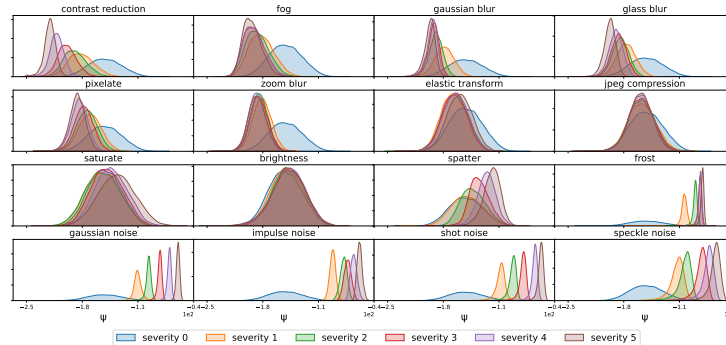 contrast reduction fog gaussian blur glass blur
pixelate zoom blur elastic transform jpeg compression
saturate brightness spatter frost
gaussian noise impulse noise shot noise speckle noise
-2.5 -1.8 -1.1 -0.4 -2.5 -1.8 -1.1 -0.4 -2.5 -1.8 -1.1 -0.4 -2.5 -1.8 -1.1
ψ 1e2 ψ 1e2 ψ 1e2 ψ
severity 0 severity 1 severity 2 severity 3 severity 4 severity 5